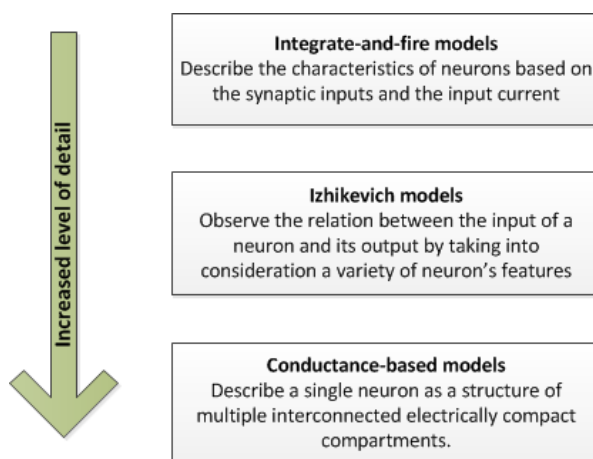 Increased level of detail
Integrate-and-fire models
Describe the characteristics of neurons based on
the synaptic inputs and the input current
Izhikevich models
Observe the relation between the input of a
neuron and its output by taking into
consideration a variety of neuron's features
Conductance-based models
Describe a single neuron as a structure of
multiple interconnected electrically compact
compartments.